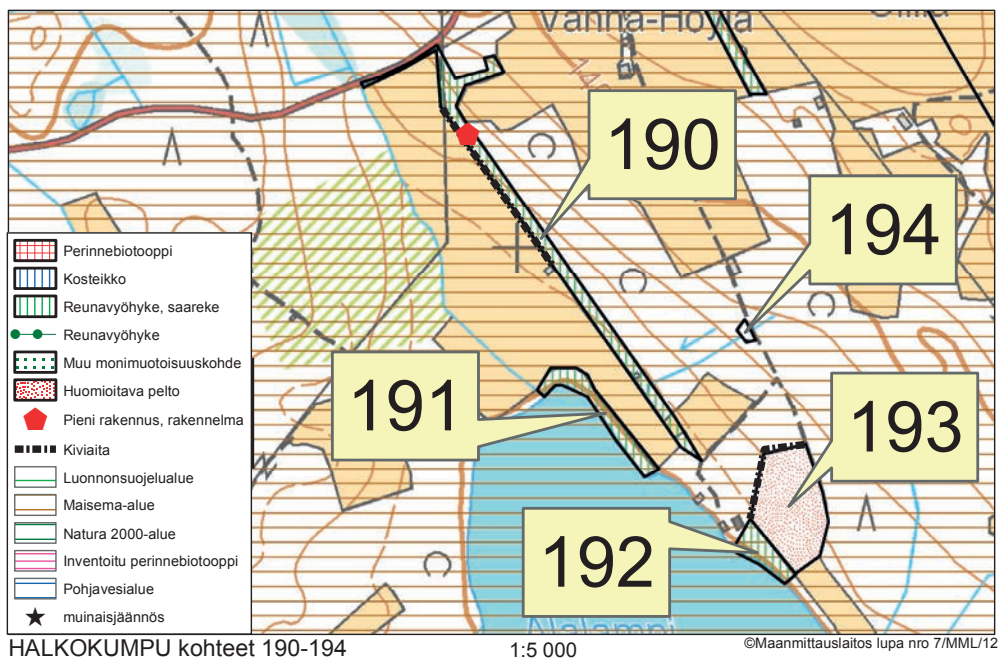 Vanha-Höylä
190
194
191
193
192
Perinnebiotooppi
Kosteikko
Reunavyöhyke, saareke
Reunavyöhyke
Muu monimuotoisuuskohde
Huomioitava pelto
Pieni rakennus, rakennelma
Kiviaita
Luonnonsuojelualue
Maisema-alue
Natura 2000-alue
Inventoitu perinnebiotooppi
Pohjavesialue
muinaisjäännös
Alalampi
HALKOKUMPU kohteet 190-194
1:5 000
©Maanmittauslaitos lupa nro 7/MML/12